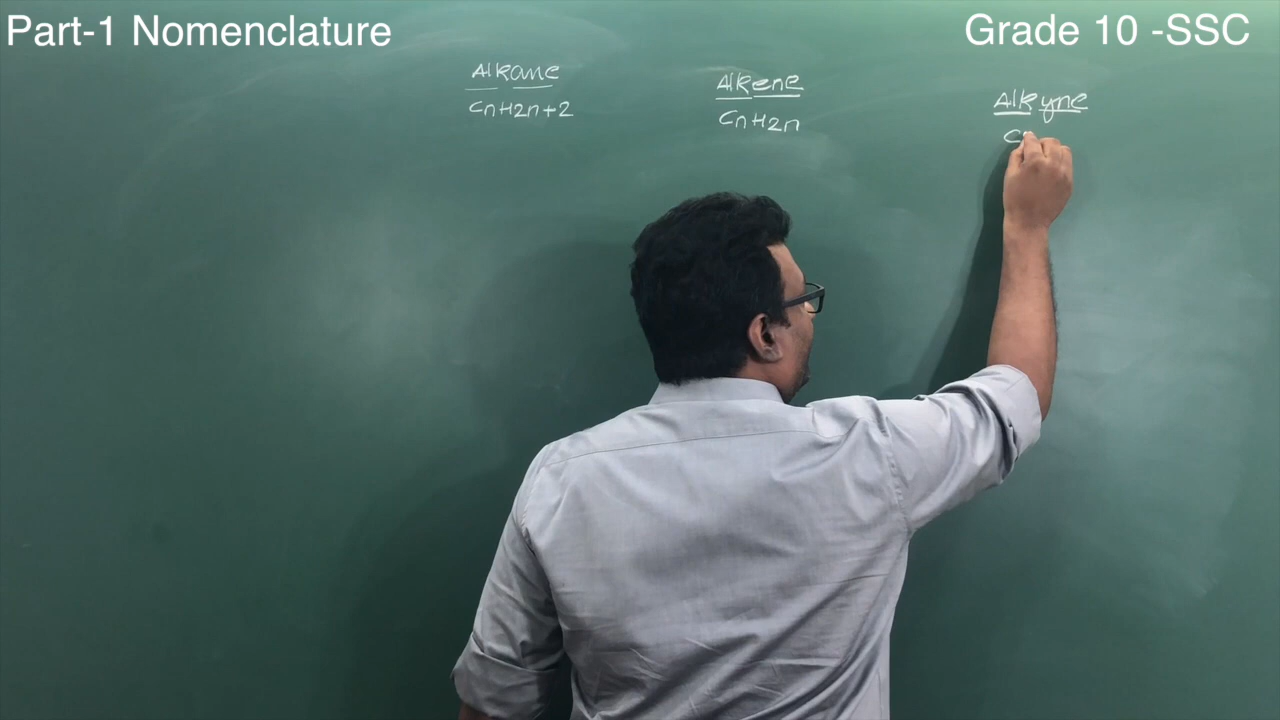 Part-1 Nomenclature
Grade 10 -SSC
Alkane
CnH2n+2
Alkene
CnH2n
Alkyne
C